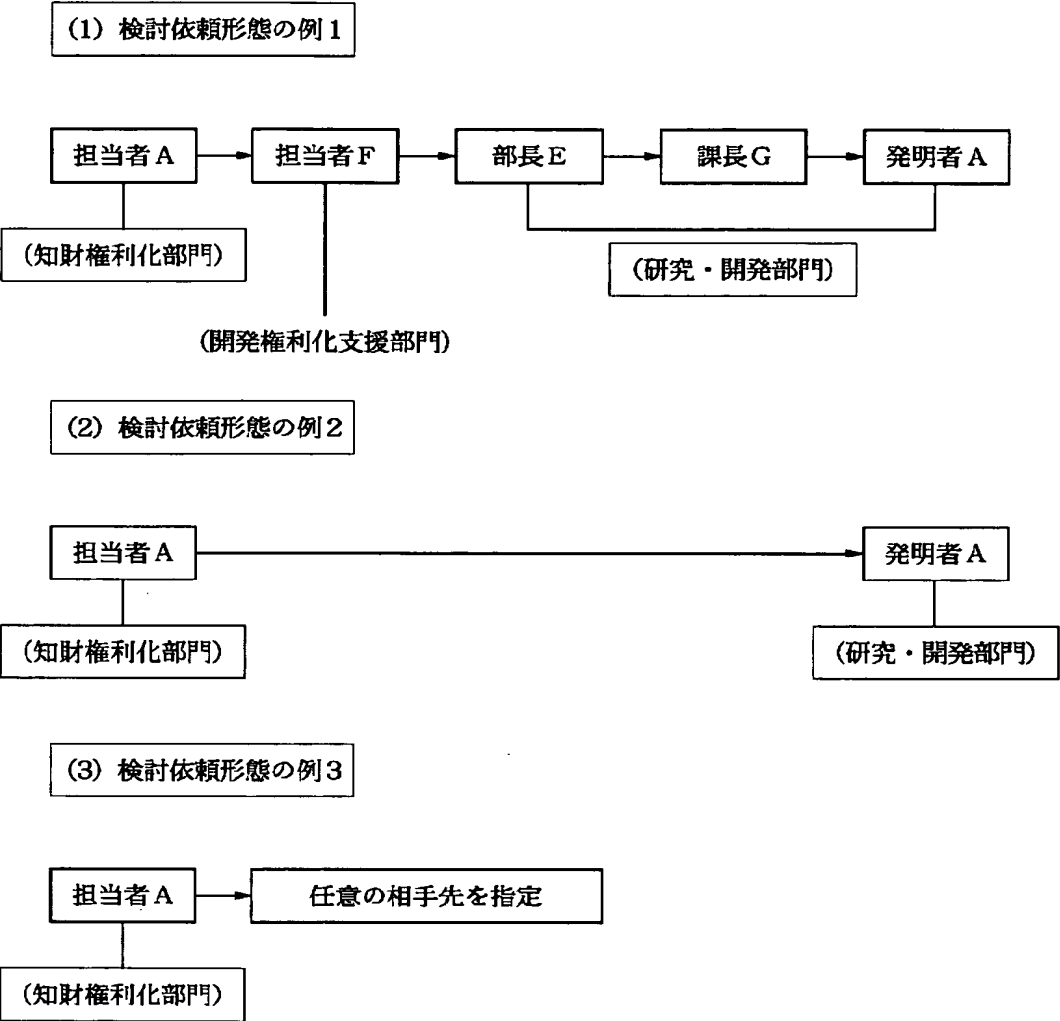 (1) 検討依頼形態の例1
担当者A
担当者F
部長E
課長G
発明者A
(知財権利化部門)
(研究・開発部門)
(開発権利化支援部門)
(2) 検討依頼形態の例2
担当者A
発明者A
(知財権利化部門)
(研究・開発部門)
(3) 検討依頼形態の例3
担当者A
任意の相手先を指定
(知財権利化部門)